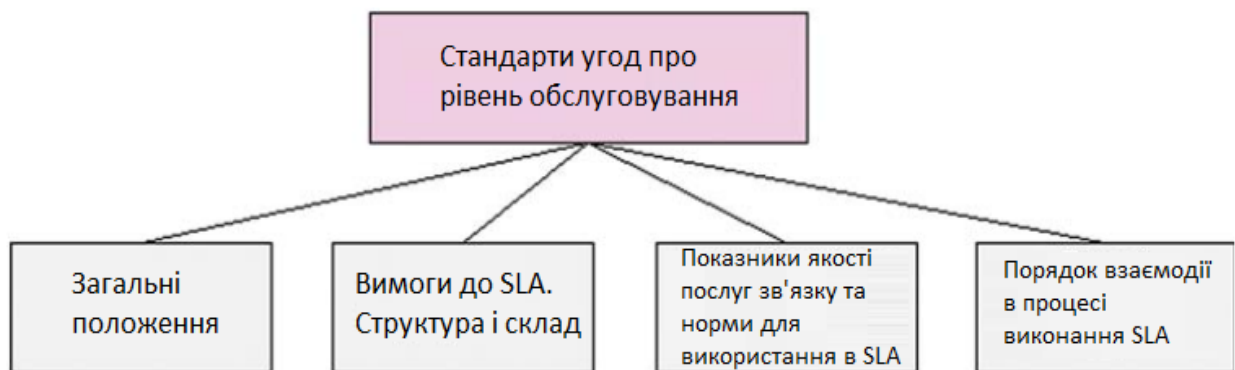 Стандарти угод про
рівень обслуговування
Загальні
положення
Вимоги до SLA.
Структура і склад
Показники якості
послуг зв'язку та
норми для
використання в SLA
Порядок взаємодії
в процесі
виконання SLA